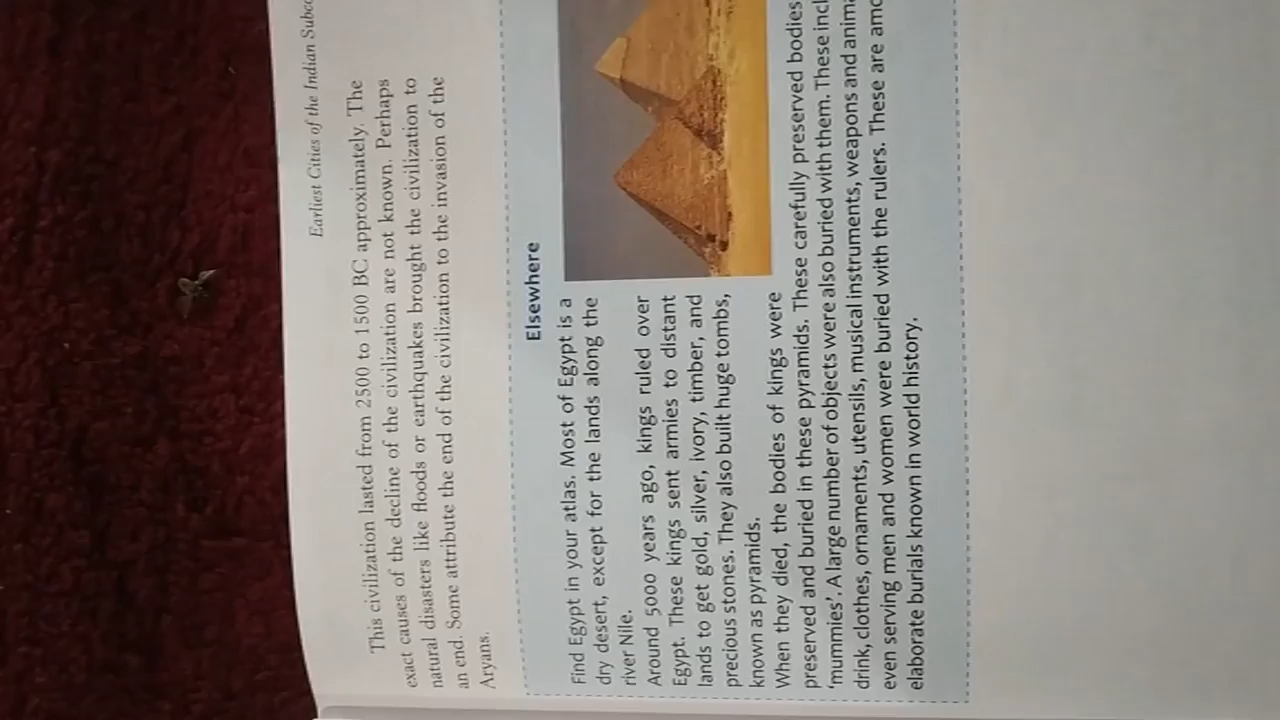 Earliest Cities of the Indian
This civilization lasted from 2500 to 1500 BC approximately. The
exact causes of the decline of the civilization are not known. Perhaps
natural disasters like floods or earthquakes brought the civilization to
an end. Some attribute the end of the civilization to the invasion of the
Aryans.
Elsewhere
Find Egypt in your atlas. Most of Egypt is a
dry desert, except for the lands along the
river Nile.
Around 5000 years ago, kings ruled over
Egypt. These kings sent armies to distant
lands to get gold, silver, ivory, timber, and
precious stones. They also built huge tombs,
known as pyramids.
When they died, the bodies of kings were
preserved and buried in these pyramids. These carefully preserved bodies
‘mummies’. A large number of objects were also buried with them. These
drink, clothes, ornaments, utensils, musical instruments, weapons and
even serving men and women were buried with the rulers. These are
elaborate burials known in world history.